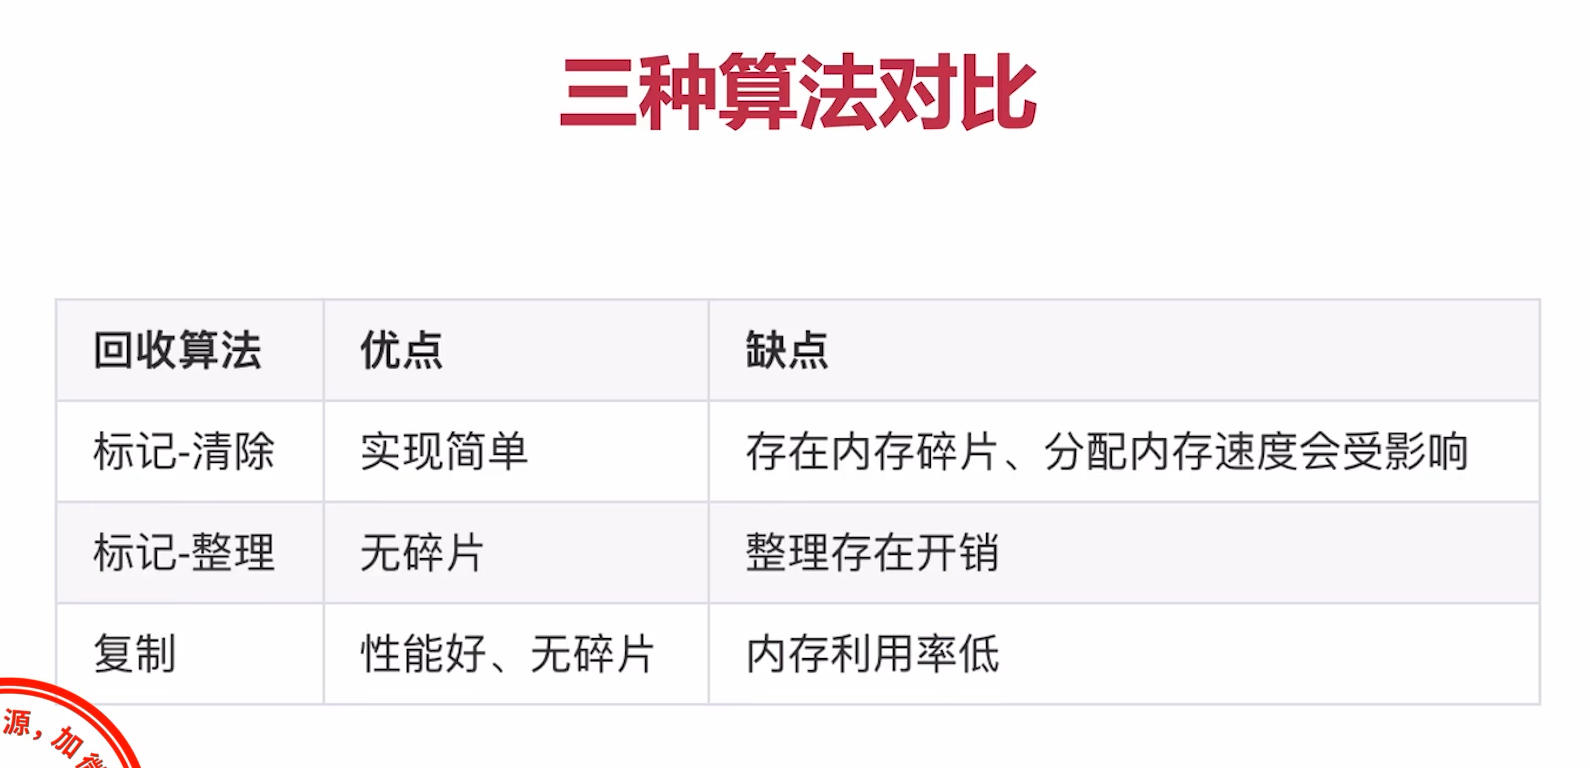 三种算法对比
回收算法 优点 缺点
标记-清除 实现简单 存在内存碎片、分配内存速度会受影响
标记-整理 无碎片 整理存在开销
复制 性能好、无碎片 内存利用率低
源，加